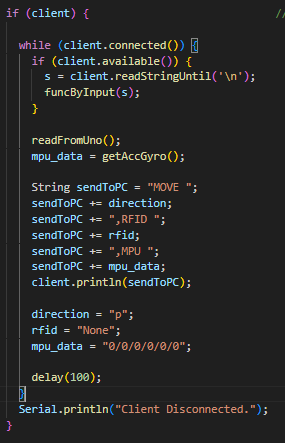 if (client) { //
while (client.connected()) {
if (client.available()) {
s = client.readStringUntil('\n');
funcByInput(s);
}
readFromUno();
mpu_data = getAccGyro();
String sendToPC = "MOVE ";
sendToPC += direction;
sendToPC += ",RFID ";
sendToPC += rfid;
sendToPC += ",MPU ";
sendToPC += mpu_data;
client.println(sendToPC);
direction = "p";
rfid = "None";
mpu_data = "0/0/0/0/0/0";
delay(100);
}
Serial.println("Client Disconnected.");
}